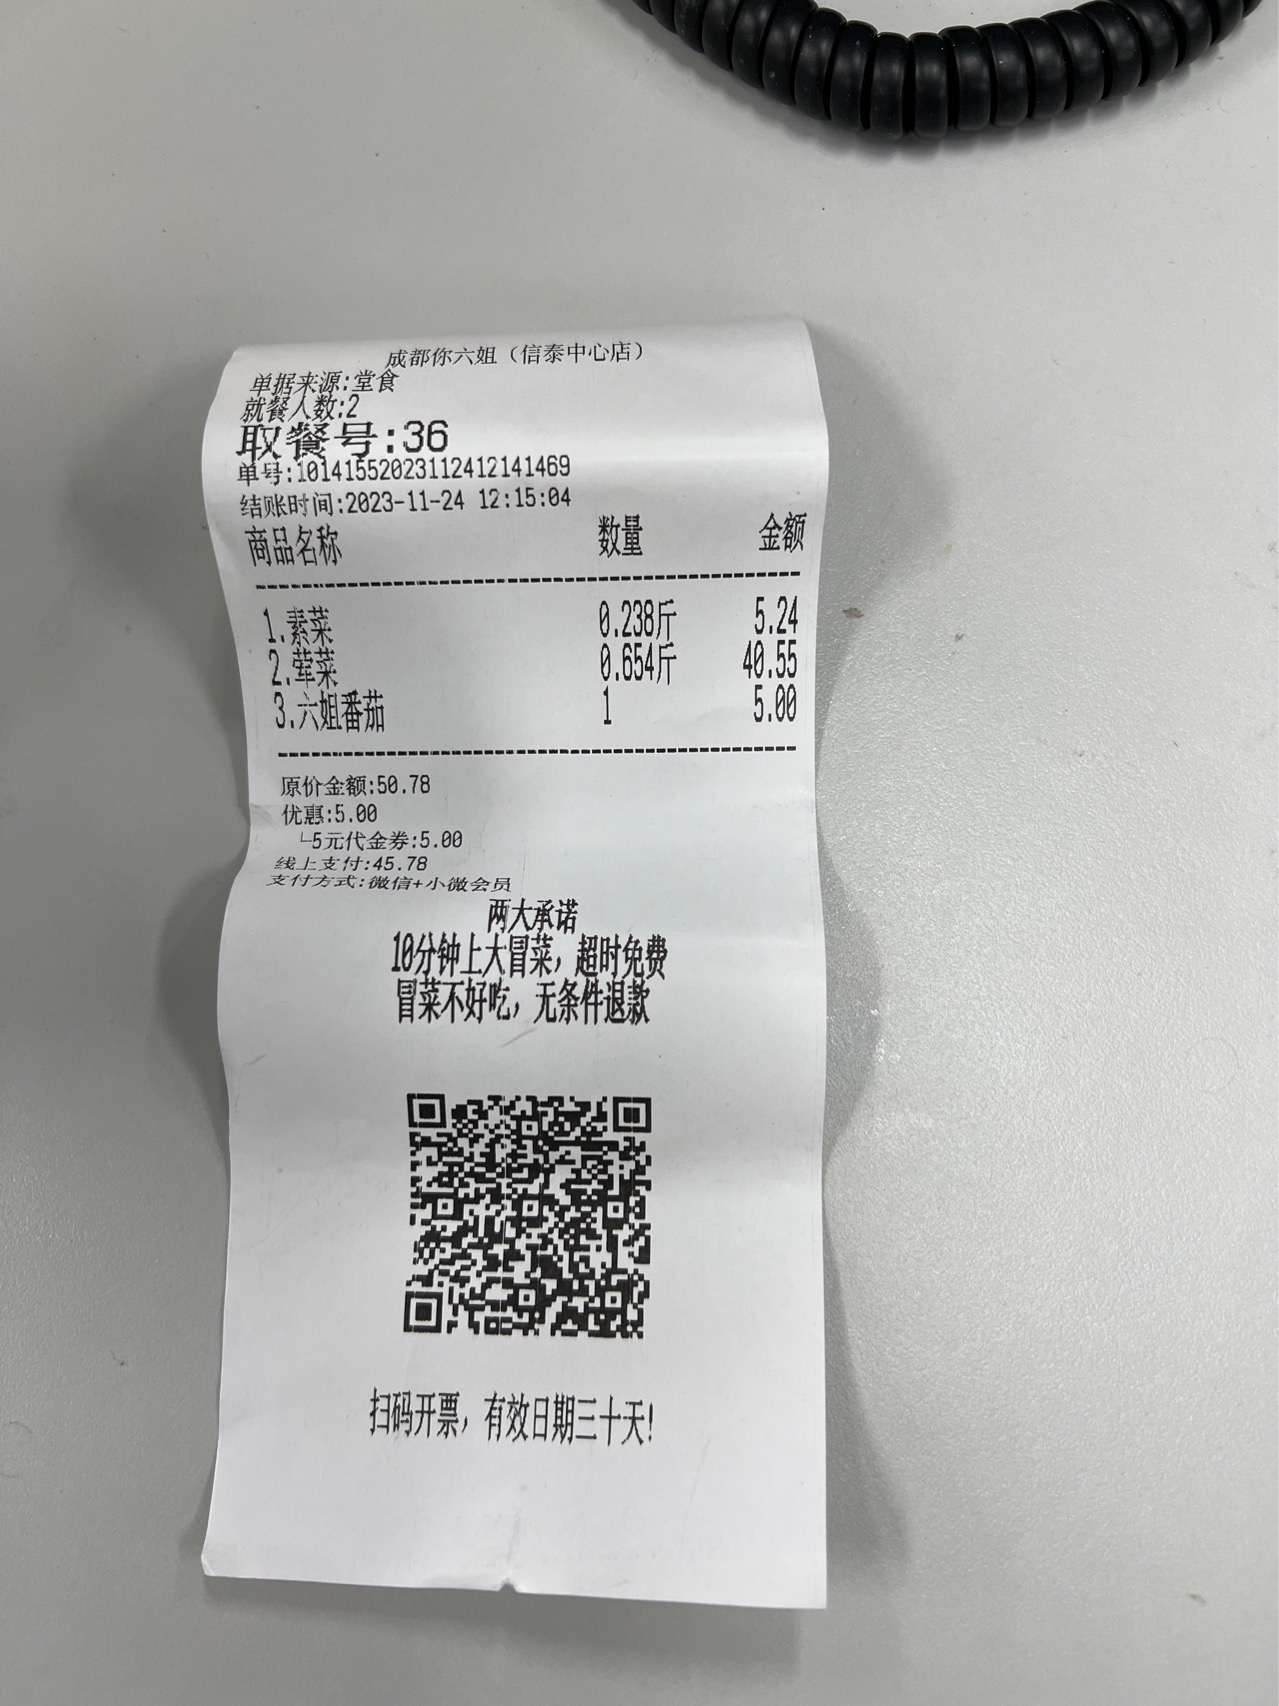 成都你六姐（信泰中心店）
单据来源:堂食
就餐人数:2
取餐号:36
单号:10141552023112412141469
结账时间:2023-11-24 12:15:04
商品名称 数量 金额
1.素菜 0.238斤 5.24
2.荤菜 0.654斤 40.55
3.六姐番茄 1 5.00
原价金额:50.78
优惠:5.00
└5元代金券:5.00
线上支付:45.78
支付方式:微信+小微会员
两大承诺
10分钟上大冒菜，超时免费
冒菜不好吃，无条件退款
扫码开票，有效日期三十天!